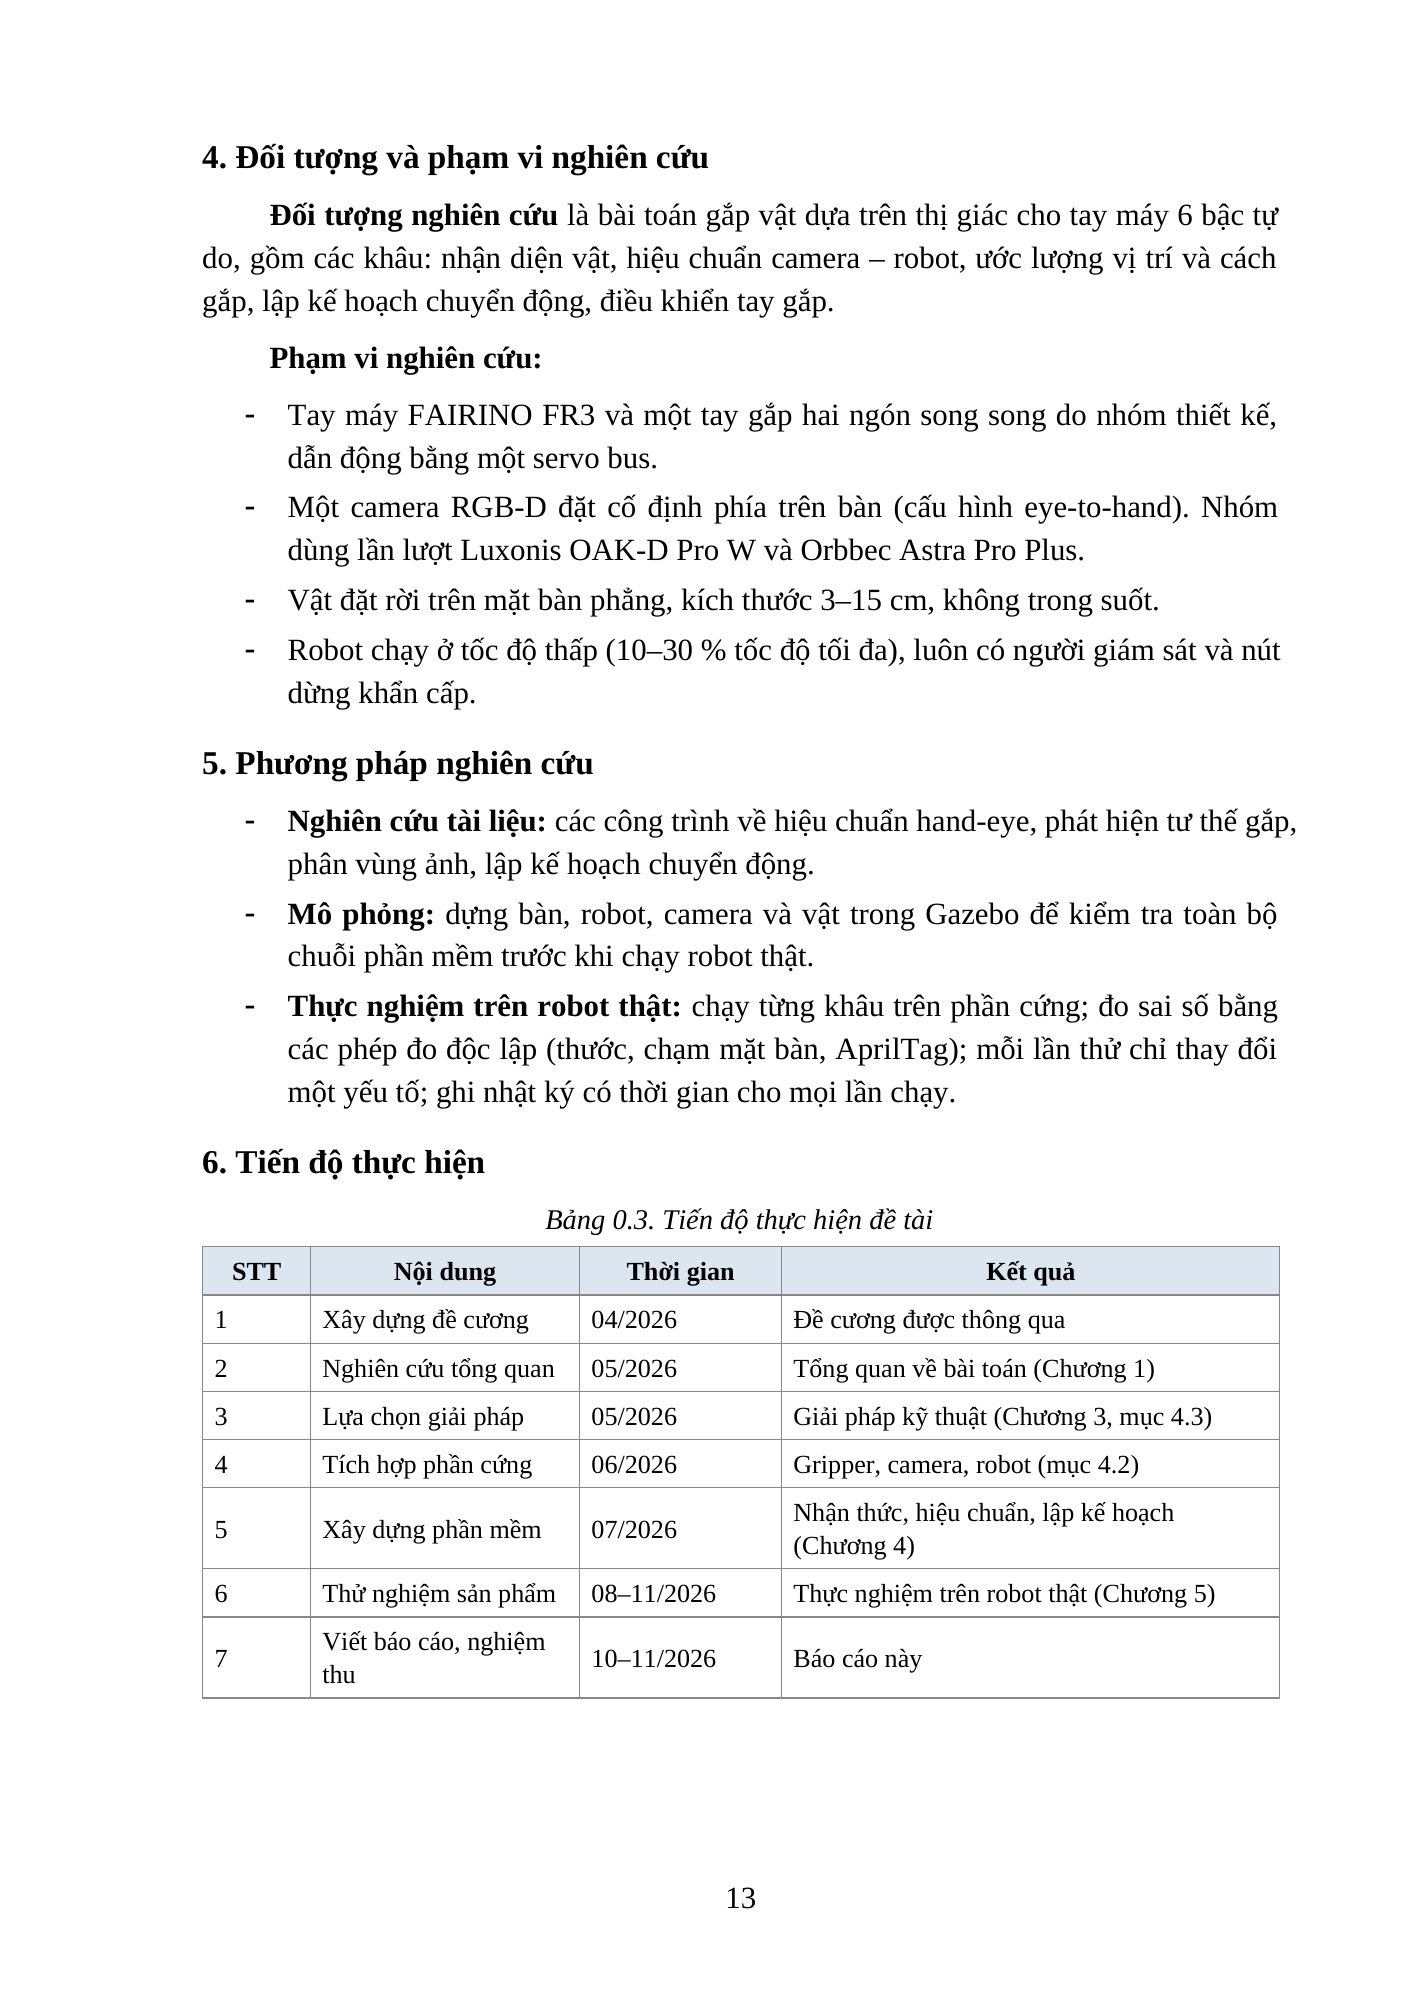 4. Đối tượng và phạm vi nghiên cứu
Đối tượng nghiên cứu là bài toán gắp vật dựa trên thị giác cho tay máy 6 bậc tự
do, gồm các khâu: nhận diện vật, hiệu chuẩn camera – robot, ước lượng vị trí và cách
gắp, lập kế hoạch chuyển động, điều khiển tay gắp.
Phạm vi nghiên cứu:
- Tay máy FAIRINO FR3 và một tay gắp hai ngón song song do nhóm thiết kế,
dẫn động bằng một servo bus.
- Một camera RGB-D đặt cố định phía trên bàn (cấu hình eye-to-hand). Nhóm
dùng lần lượt Luxonis OAK-D Pro W và Orbbec Astra Pro Plus.
- Vật đặt rời trên mặt bàn phẳng, kích thước 3–15 cm, không trong suốt.
- Robot chạy ở tốc độ thấp (10–30 % tốc độ tối đa), luôn có người giám sát và nút
dừng khẩn cấp.
5. Phương pháp nghiên cứu
- Nghiên cứu tài liệu: các công trình về hiệu chuẩn hand-eye, phát hiện tư thế gắp,
phân vùng ảnh, lập kế hoạch chuyển động.
- Mô phỏng: dựng bàn, robot, camera và vật trong Gazebo để kiểm tra toàn bộ
chuỗi phần mềm trước khi chạy robot thật.
- Thực nghiệm trên robot thật: chạy từng khâu trên phần cứng; đo sai số bằng
các phép đo độc lập (thước, chạm mặt bàn, AprilTag); mỗi lần thử chỉ thay đổi
một yếu tố; ghi nhật ký có thời gian cho mọi lần chạy.
6. Tiến độ thực hiện
Bảng 0.3. Tiến độ thực hiện đề tài
STT Nội dung Thời gian Kết quả
1 Xây dựng đề cương 04/2026 Đề cương được thông qua
2 Nghiên cứu tổng quan 05/2026 Tổng quan về bài toán (Chương 1)
3 Lựa chọn giải pháp 05/2026 Giải pháp kỹ thuật (Chương 3, mục 4.3)
4 Tích hợp phần cứng 06/2026 Gripper, camera, robot (mục 4.2)
5 Xây dựng phần mềm 07/2026 Nhận thức, hiệu chuẩn, lập kế hoạch
(Chương 4)
6 Thử nghiệm sản phẩm 08–11/2026 Thực nghiệm trên robot thật (Chương 5)
7 Viết báo cáo, nghiệm
thu 10–11/2026 Báo cáo này
13